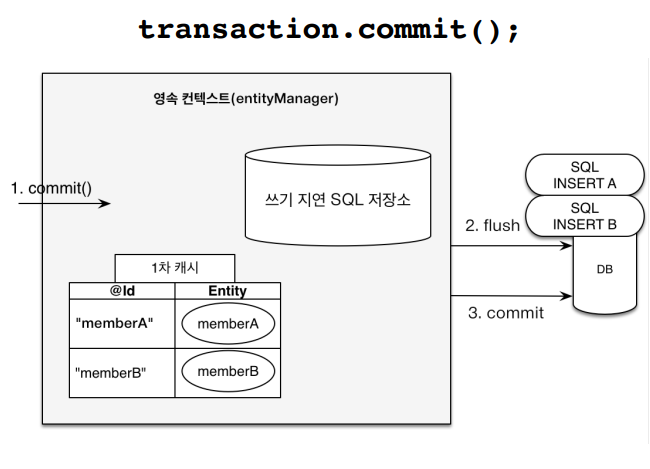 transaction.commit();
영속 컨텍스트(entityManager)
1. commit()
쓰기 지연 SQL 저장소
SQL
INSERT A
SQL
INSERT B
2. flush
DB
3. commit
1차 캐시
@Id Entity
"memberA" memberA
"memberB" memberB